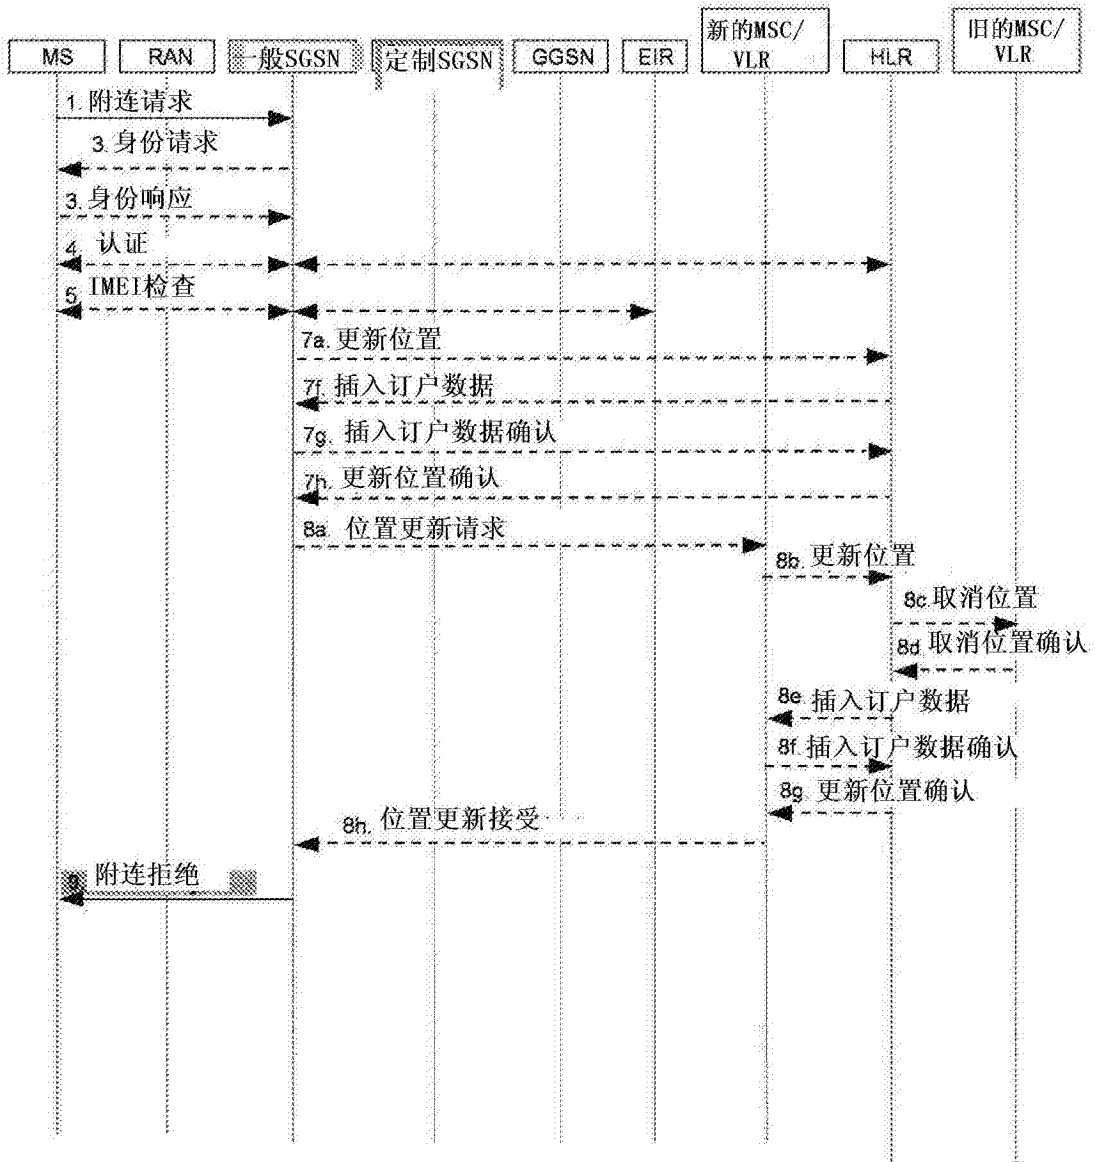 MS
RAN
一般SGSN
定制SGSN
GGSN
EIR
新的MSC/
VLR
HLR
旧的MSC/
VLR
1.附连请求
3.身份请求
3.身份响应
4. 认证
5. IMEI检查
7a.更新位置
7f.插入订户数据
7g. 插入订户数据确认
7h.更新位置确认
8a. 位置更新请求
8b.更新位置
8c.取消位置
8d.取消位置确认
8e 插入订户数据
8f.插入订户数据确认
8g. 更新位置确认
8h. 位置更新接受
9. 附连拒绝